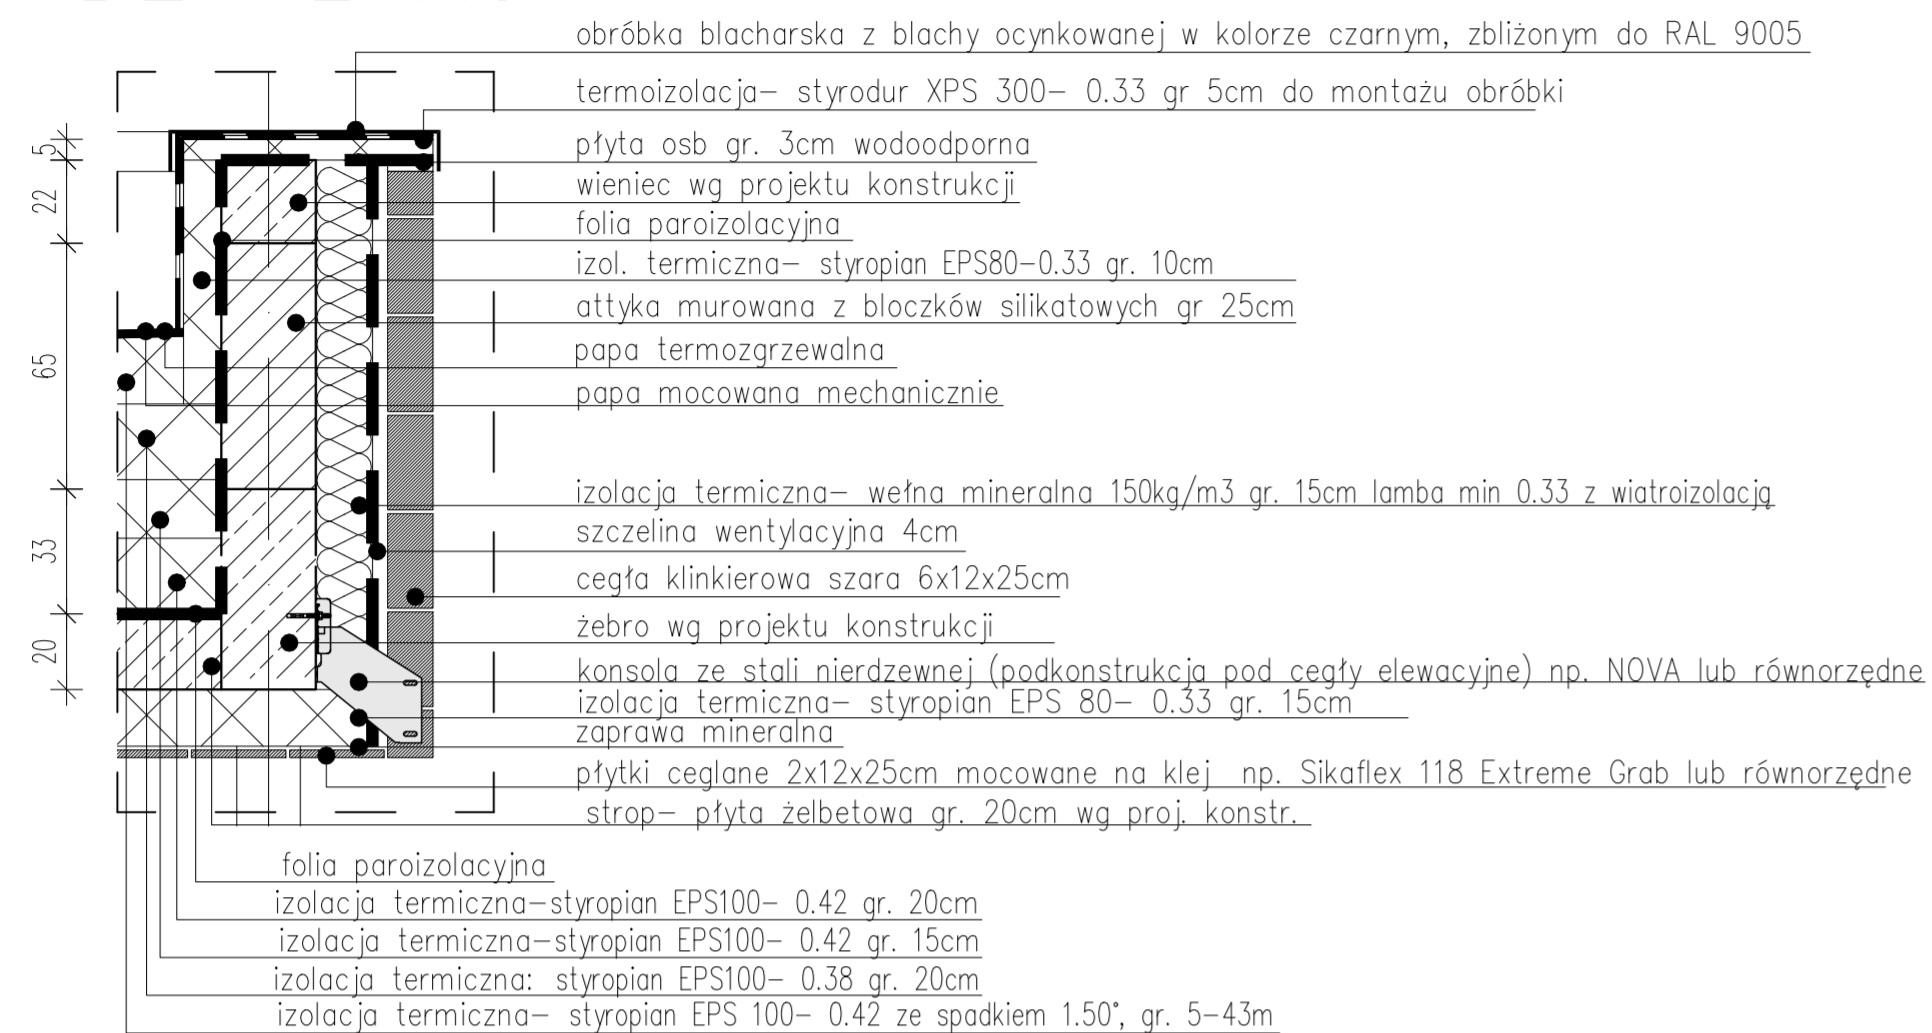 obróbka blacharska z blachy ocynkowanej w kolorze czarnym, zbliżonym do RAL 9005
termoizolacja– styrodur XPS 300– 0.33 gr 5cm do montażu obróbki
płyta osb gr. 3cm wodoodporna
wieniec wg projektu konstrukcji
folia paroizolacyjna
izol. termiczna– styropian EPS80–0.33 gr. 10cm
attyka murowana z bloczków silikatowych gr 25cm
papa termozgrzewalna
papa mocowana mechanicznie
izolacja termiczna– wełna mineralna 150kg/m3 gr. 15cm lamba min 0.33 z wiatroizolacją
szczelina wentylacyjna 4cm
cegła klinkierowa szara 6x12x25cm
żebro wg projektu konstrukcji
konsola ze stali nierdzewnej (podkonstrukcja pod cegły elewacyjne) np. NOVA lub równorzędne
izolacja termiczna– styropian EPS 80– 0.33 gr. 15cm
zaprawa mineralna
płytki ceglane 2x12x25cm mocowane na klej np. Sikaflex 118 Extreme Grab lub równorzędne
strop– płyta żelbetowa gr. 20cm wg proj. konstr.
folia paroizolacyjna
izolacja termiczna–styropian EPS100– 0.42 gr. 20cm
izolacja termiczna–styropian EPS100– 0.42 gr. 15cm
izolacja termiczna: styropian EPS100– 0.38 gr. 20cm
izolacja termiczna– styropian EPS 100– 0.42 ze spadkiem 1.50°, gr. 5–43m
5
22
65
33
20